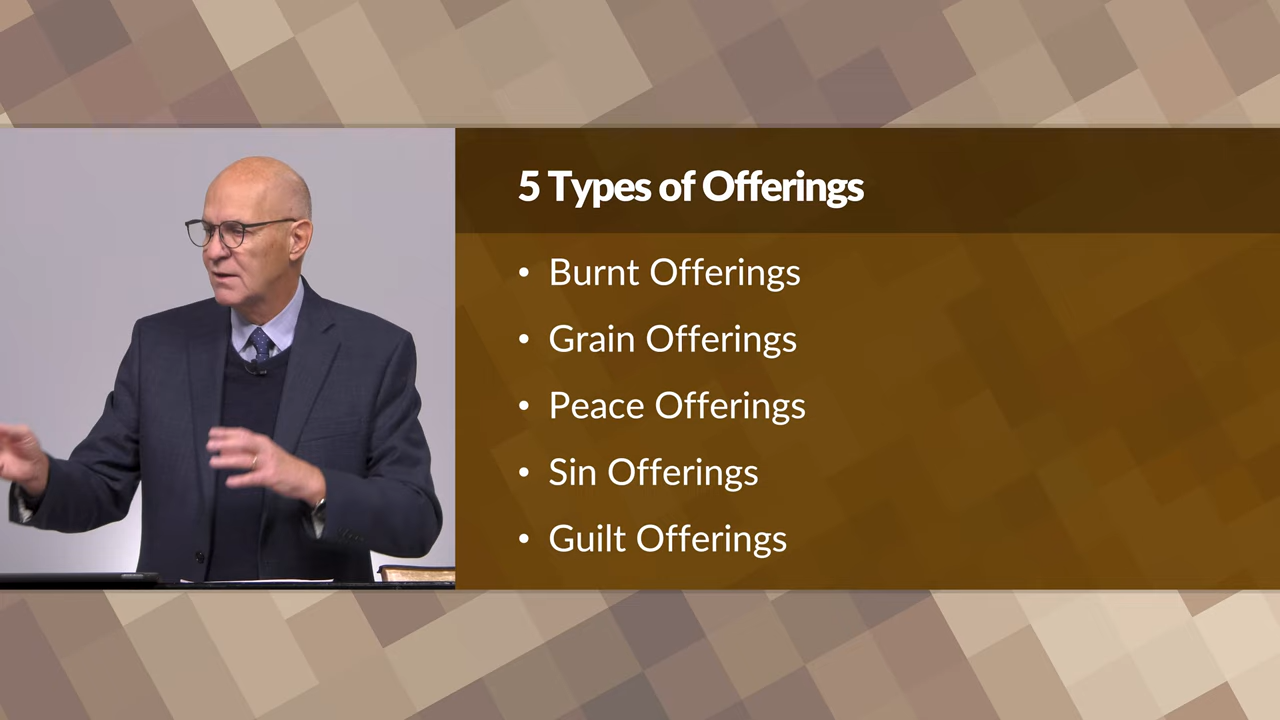 5 Types of Offerings
• Burnt Offerings
• Grain Offerings
• Peace Offerings
• Sin Offerings
• Guilt Offerings